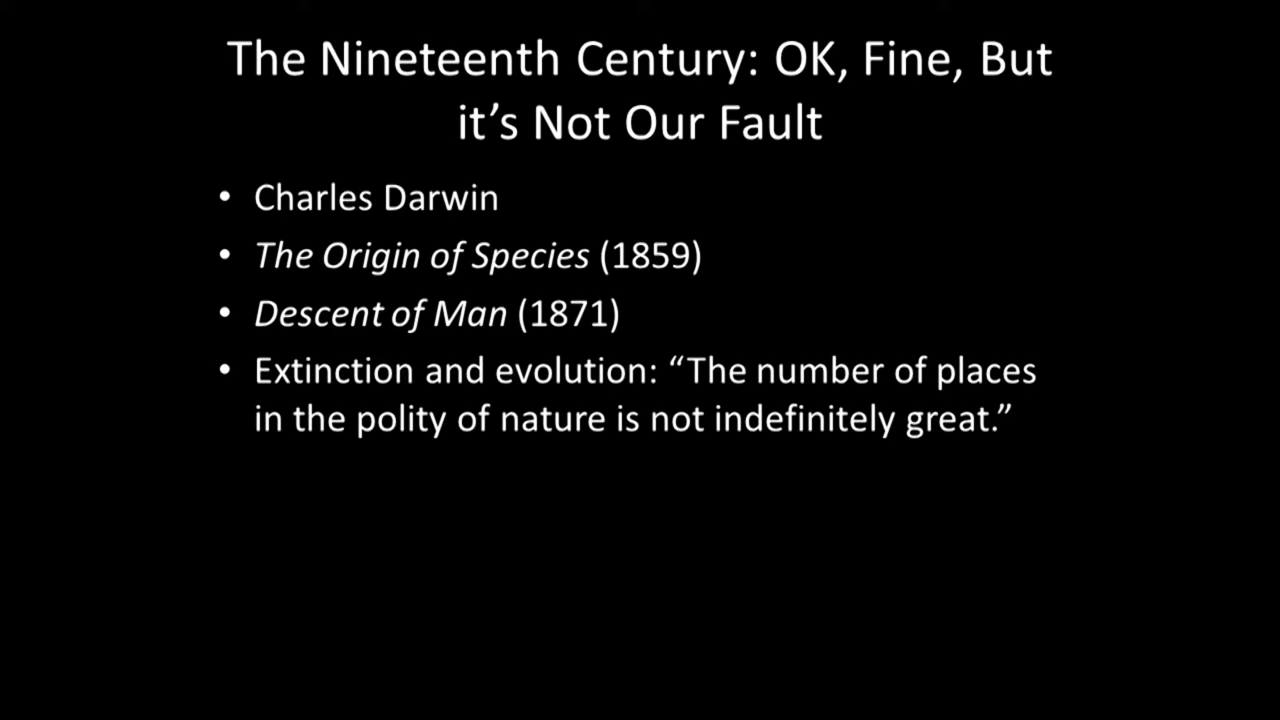 The Nineteenth Century: OK, Fine, But
it’s Not Our Fault
• Charles Darwin
• The Origin of Species (1859)
• Descent of Man (1871)
• Extinction and evolution: “The number of places
in the polity of nature is not indefinitely great.”